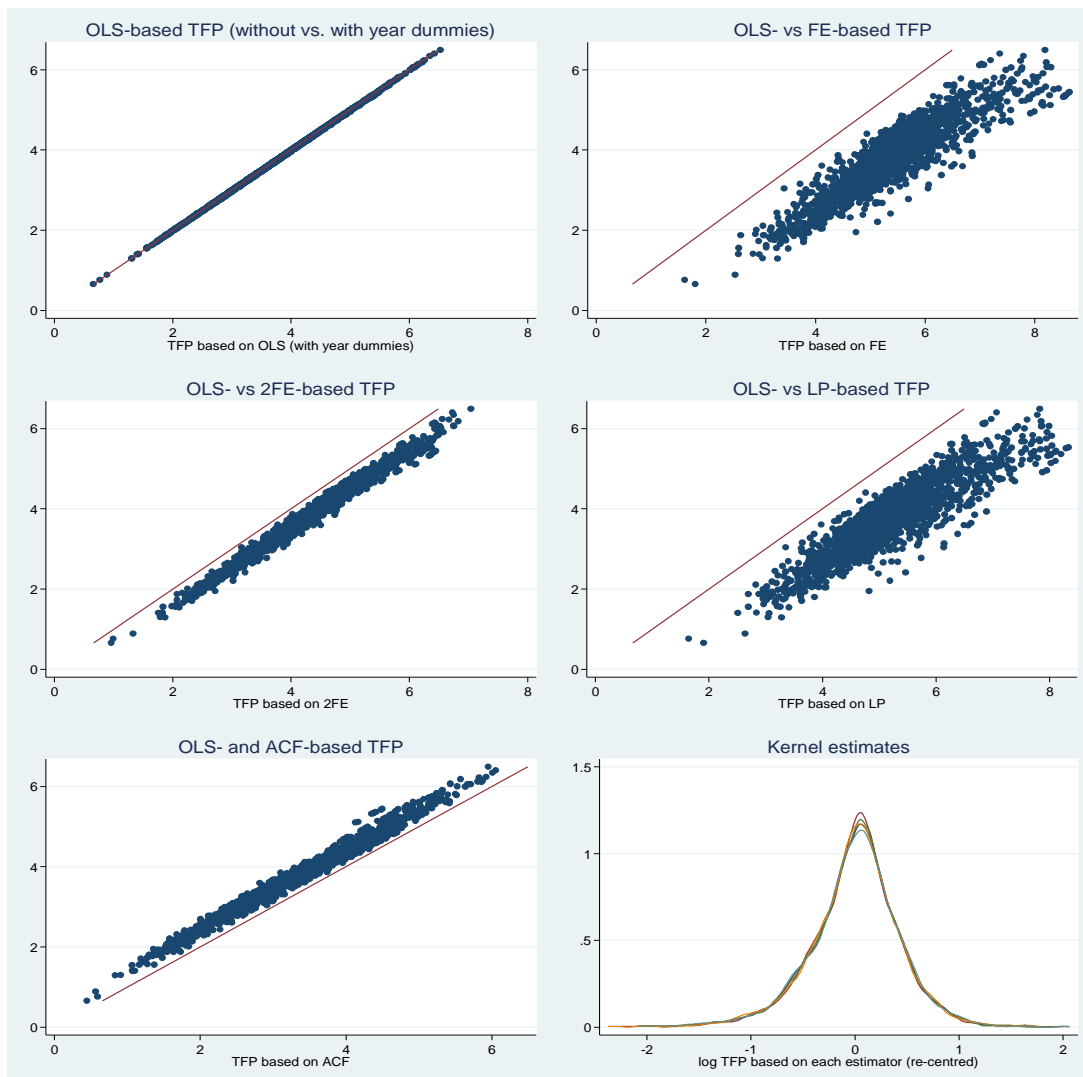 OLS-based TFP (without vs. with year dummies)
6
4
2
0
0 2 4 6 8
TFP based on OLS (with year dummies)
OLS- vs FE-based TFP
6
4
2
0
0 2 4 6 8
TFP based on FE
OLS- vs 2FE-based TFP
6
4
2
0
0 2 4 6 8
TFP based on 2FE
OLS- vs LP-based TFP
6
4
2
0
0 2 4 6 8
TFP based on LP
OLS- and ACF-based TFP
6
4
2
0
0 2 4 6
TFP based on ACF
Kernel estimates
1.5
1
.5
0
-2 -1 0 1 2
log TFP based on each estimator (re-centred)